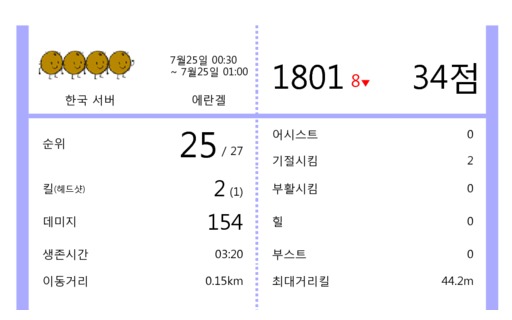 7월25일 00:30
~ 7월25일 01:00
한국 서버
에란겔
1801 8▼
34점
순위 25 / 27
킬(헤드샷) 2 (1)
데미지 154
생존시간 03:20
이동거리 0.15km
어시스트 0
기절시킴 2
부활시킴 0
힐 0
부스트 0
최대거리킬 44.2m